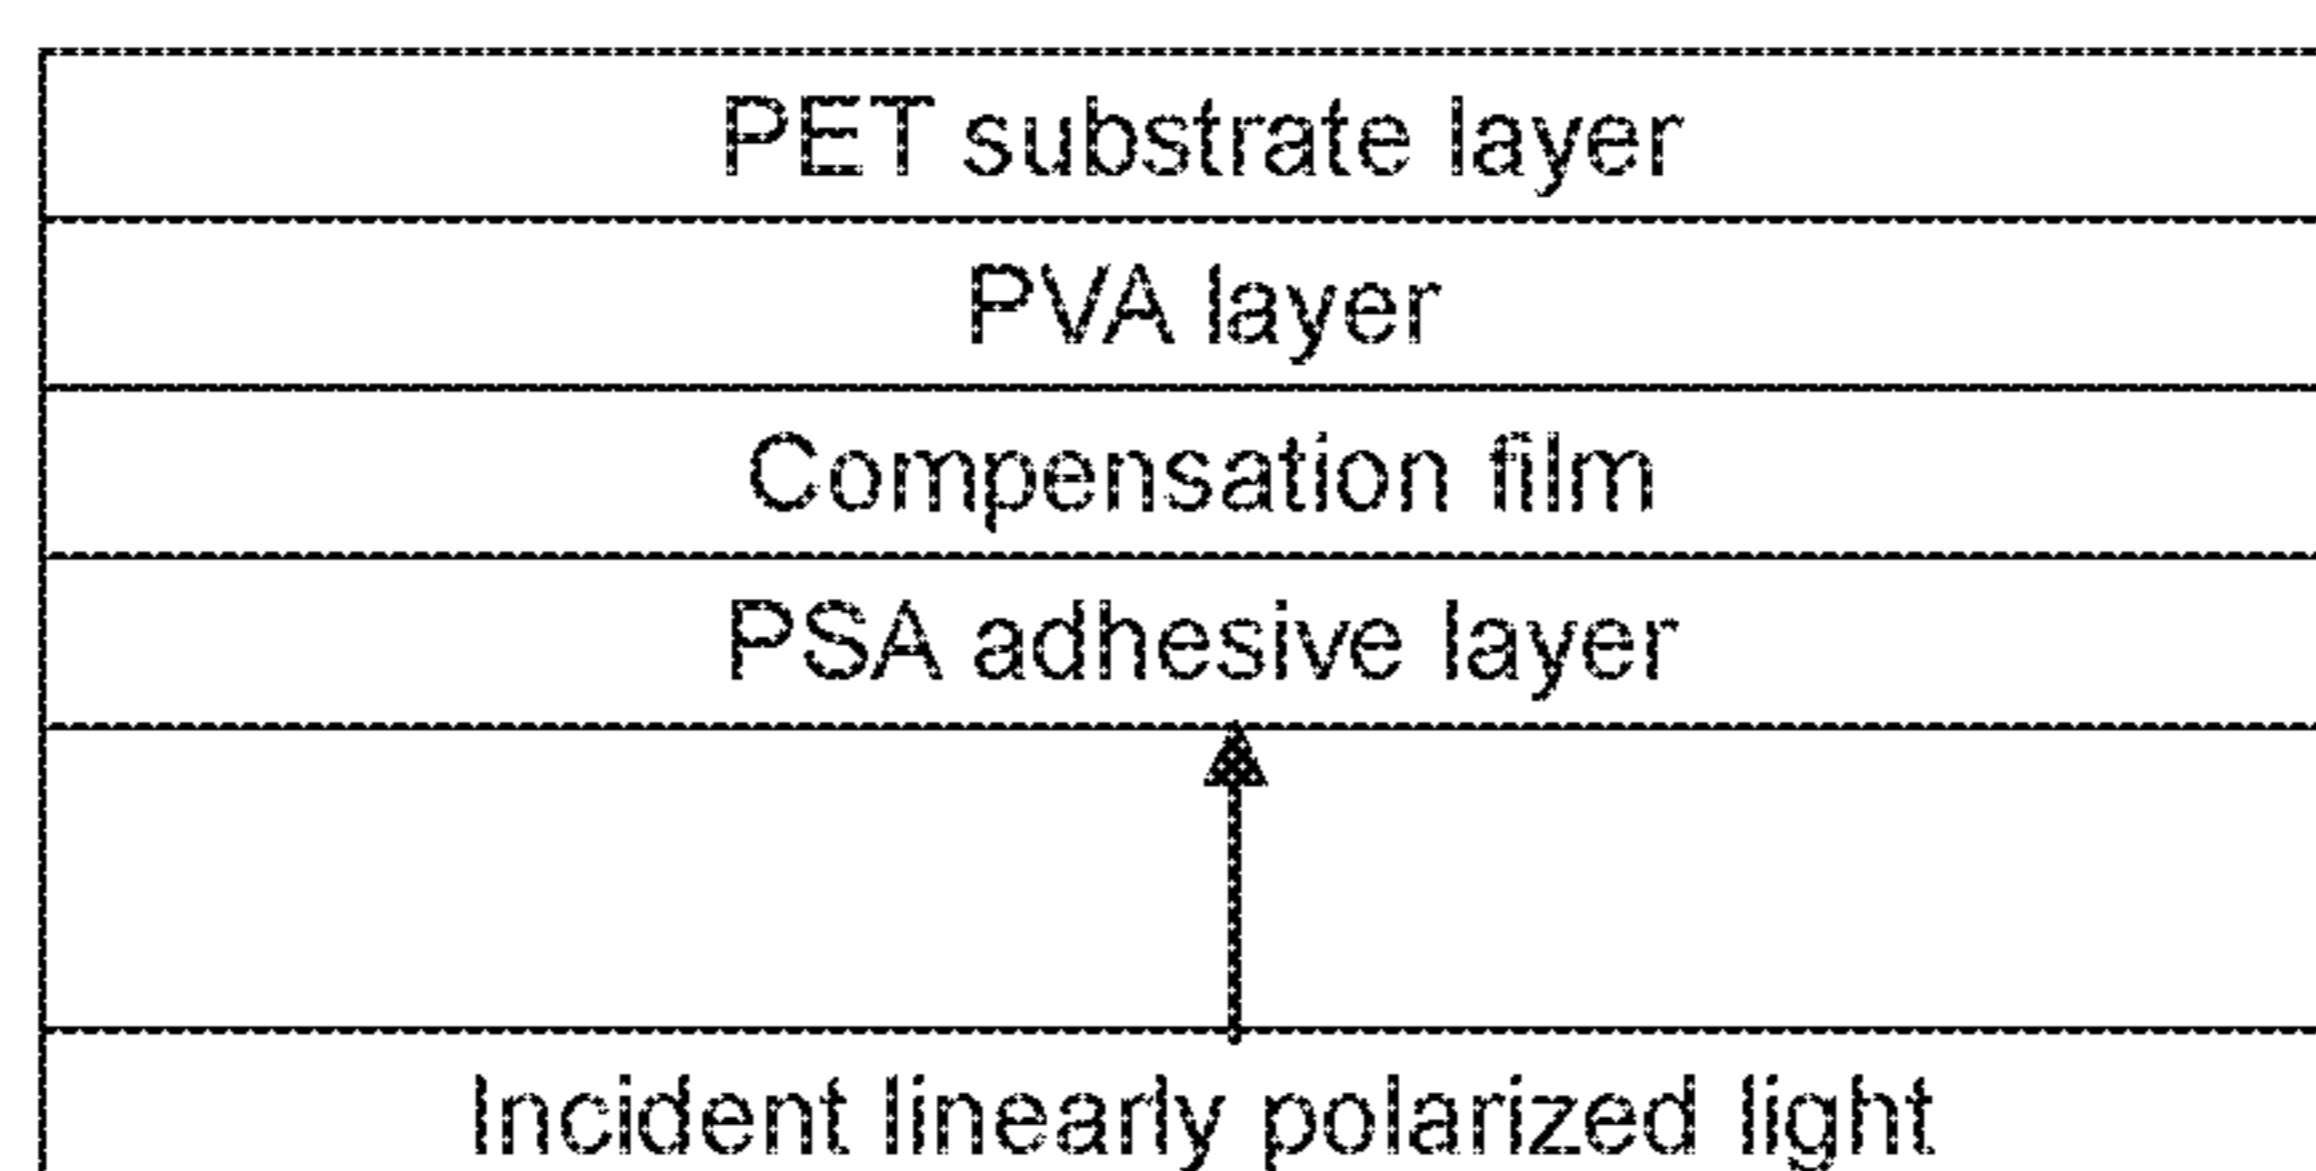 PET substrate layer
PVA layer
Compensation film
PSA adhesive layer
Incident linearly polarized light